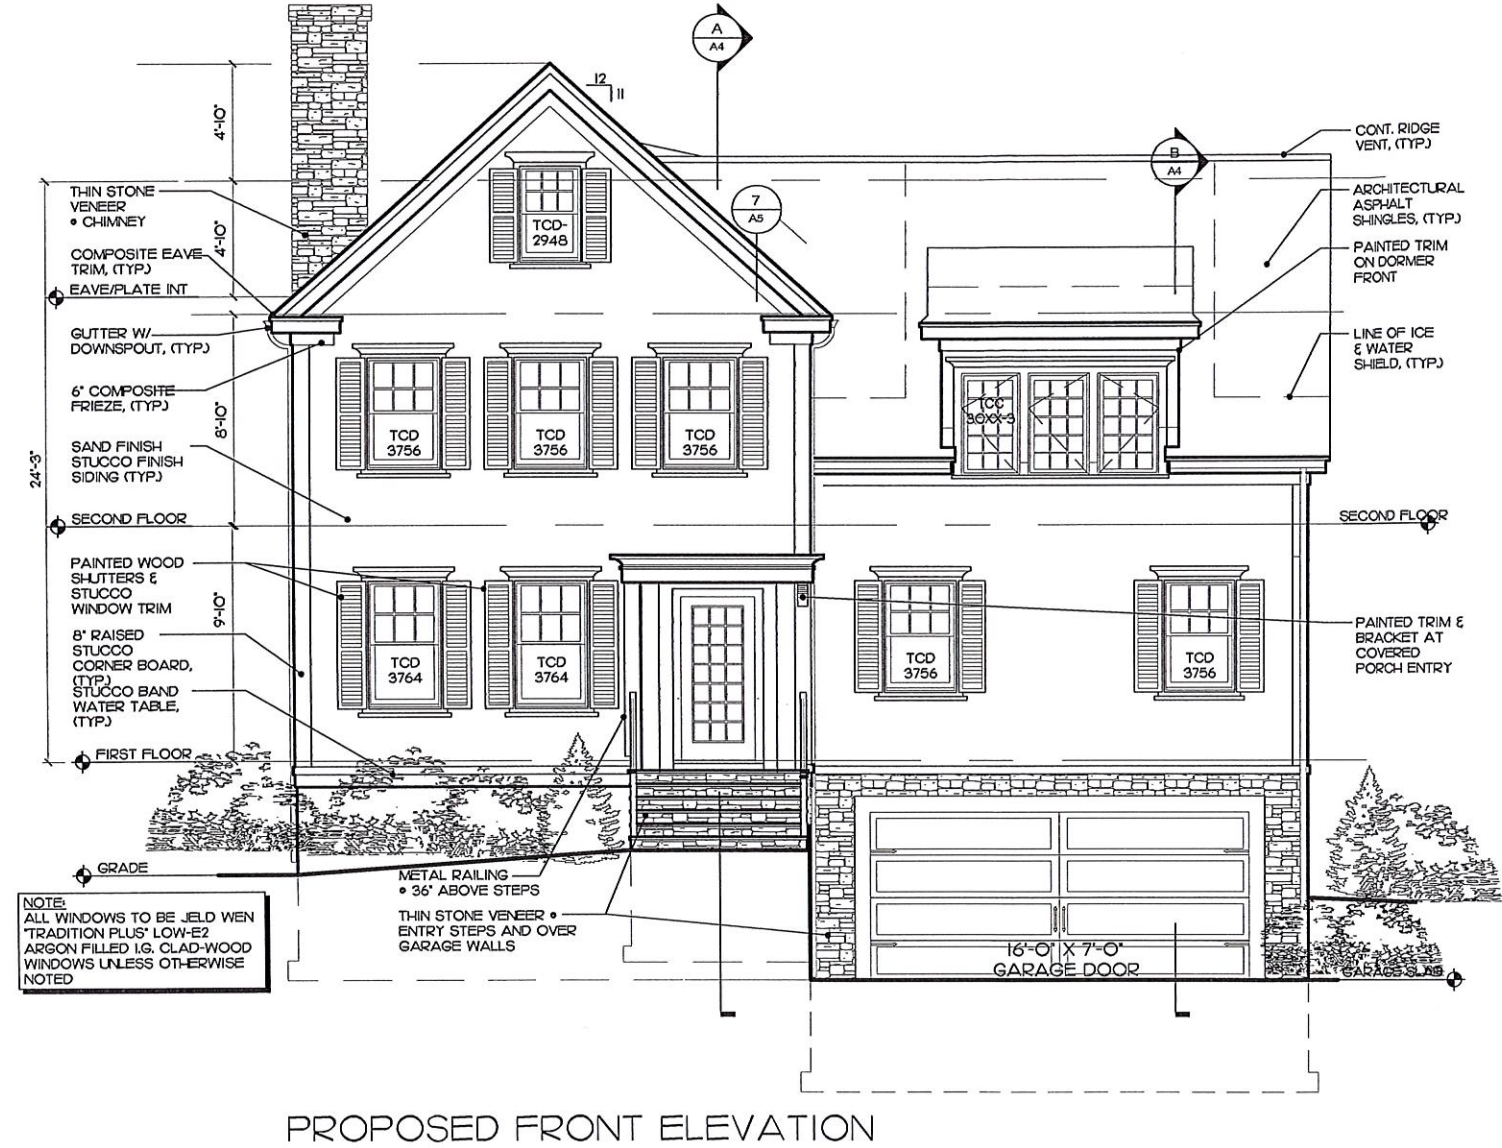 A
A4
12
11
4'-10"
CONT. RIDGE
VENT, (TYP.)
B
A4
THIN STONE
VENEER
@ CHIMNEY
7
A5
TCD-
2948
ARCHITECTURAL
ASPHALT
SHINGLES, (TYP.)
4'-10"
COMPOSITE EAVE
TRIM, (TYP.)
PAINTED TRIM
ON DORMER
FRONT
EAVE/PLATE INT
GUTTER W/
DOWNSPOUT, (TYP.)
LINE OF ICE
& WATER
SHIELD, (TYP.)
6" COMPOSITE
FRIEZE, (TYP.)
8'-10"
TCC
30XX-3
TCD
3756
TCD
3756
TCD
3756
24'-3"
SAND FINISH
STUCCO FINISH
SIDING (TYP.)
SECOND FLOOR
SECOND FLOOR
PAINTED WOOD
SHUTTERS &
STUCCO
WINDOW TRIM
9'-10"
8" RAISED
STUCCO
CORNER BOARD,
(TYP.)
PAINTED TRIM &
BRACKET AT
COVERED
PORCH ENTRY
TCD
3764
TCD
3764
TCD
3756
TCD
3756
STUCCO BAND
WATER TABLE,
(TYP.)
FIRST FLOOR
GRADE
METAL RAILING
@ 36" ABOVE STEPS
THIN STONE VENEER @
ENTRY STEPS AND OVER
GARAGE WALLS
NOTE:
ALL WINDOWS TO BE JELD WEN
"TRADITION PLUS" LOW-E2
ARGON FILLED I.G. CLAD-WOOD
WINDOWS UNLESS OTHERWISE
NOTED
16'-0" X 7'-0"
GARAGE DOOR
GARAGE SLAB
PROPOSED FRONT ELEVATION